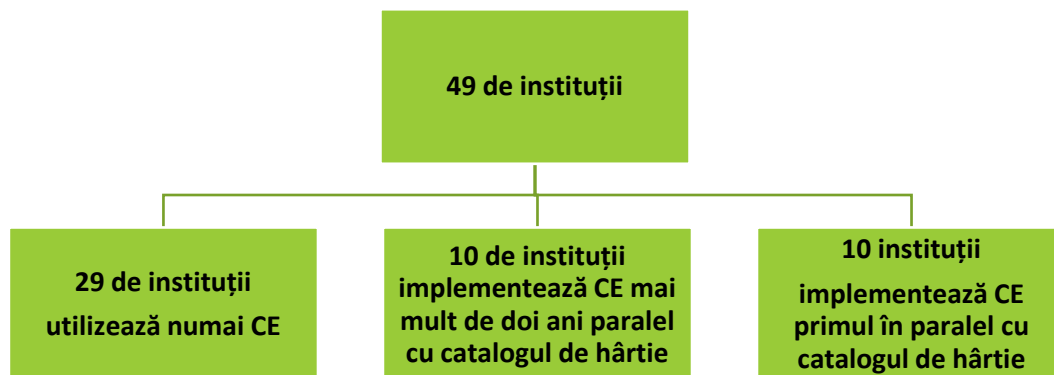 49 de instituții
29 de instituții
utilizează numai CE
10 de instituții
implementează CE mai
mult de doi ani paralel
cu catalogul de hârtie
10 instituții
implementează CE
primul în paralel cu
catalogul de hârtie